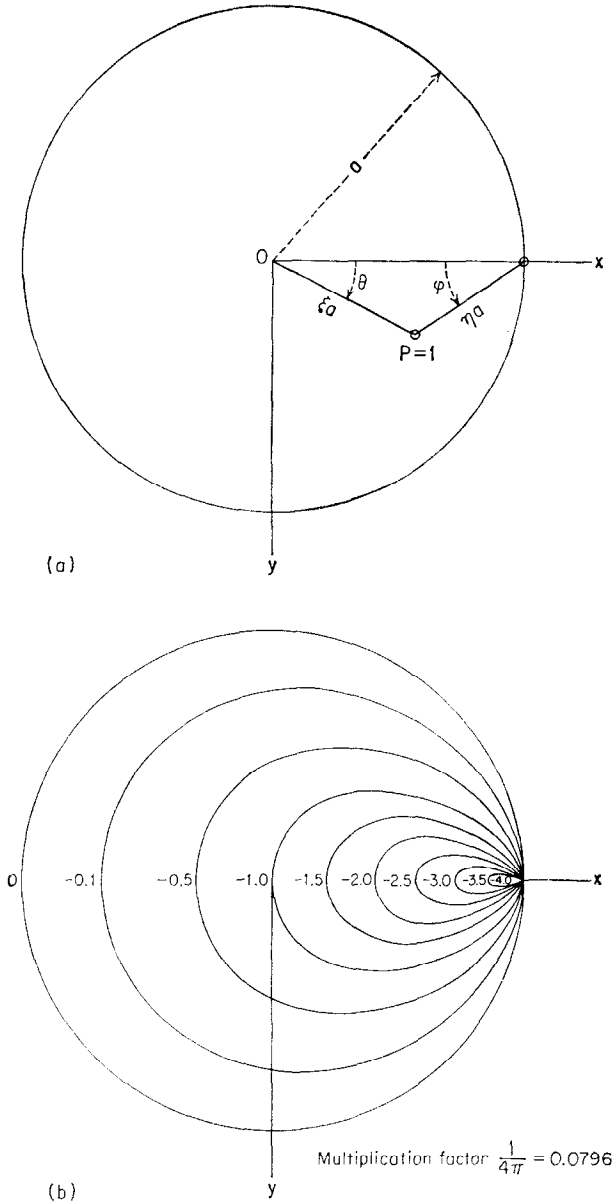 a
O
x
θ
φ
ξa
ηa
P=1
(a)
y
0 -0.1 -0.5 -1.0 -1.5 -2.0 -2.5 -3.0 -3.5 -4.0
x
Multiplication factor 1/4π = 0.0796
(b)
y